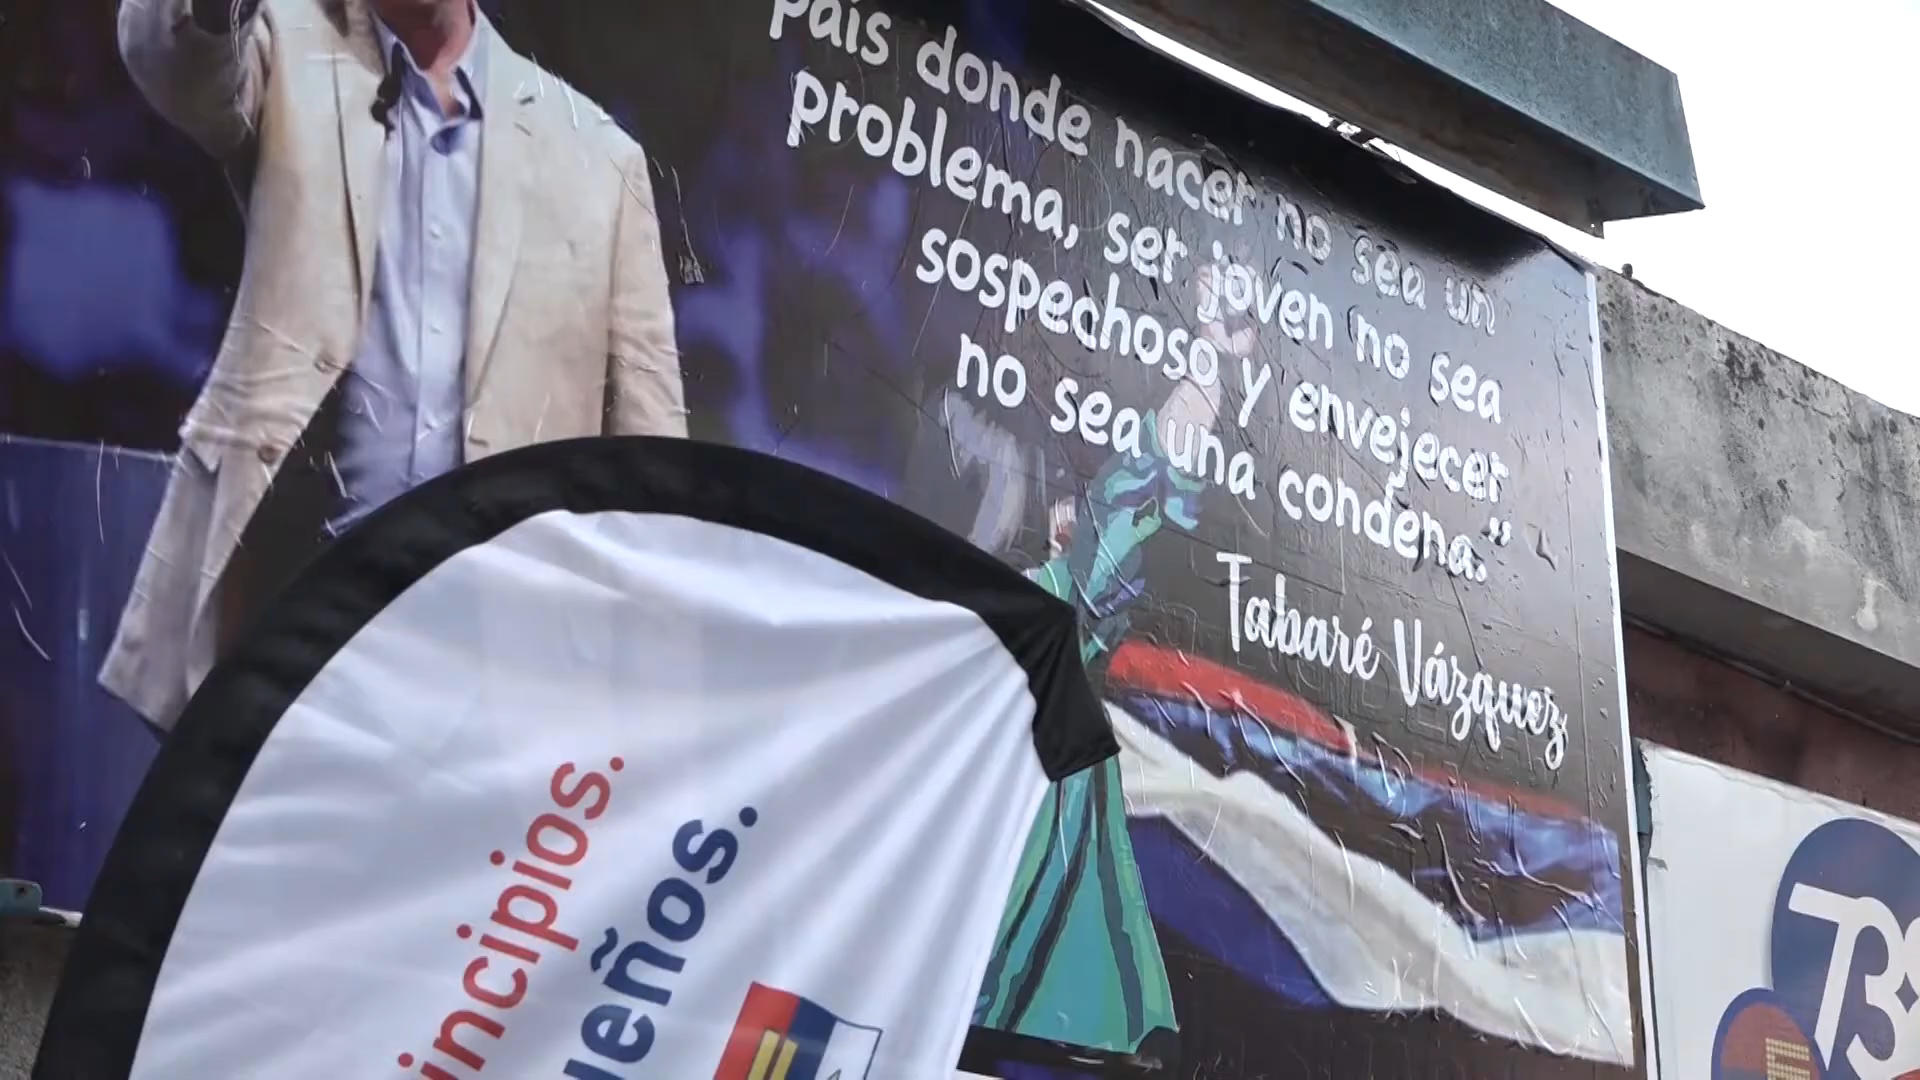 país donde nacer no sea un
problema, ser joven no sea
sospechoso y envejecer
no sea una condena."
Tabaré Vázquez
incipios.
ueños.
738